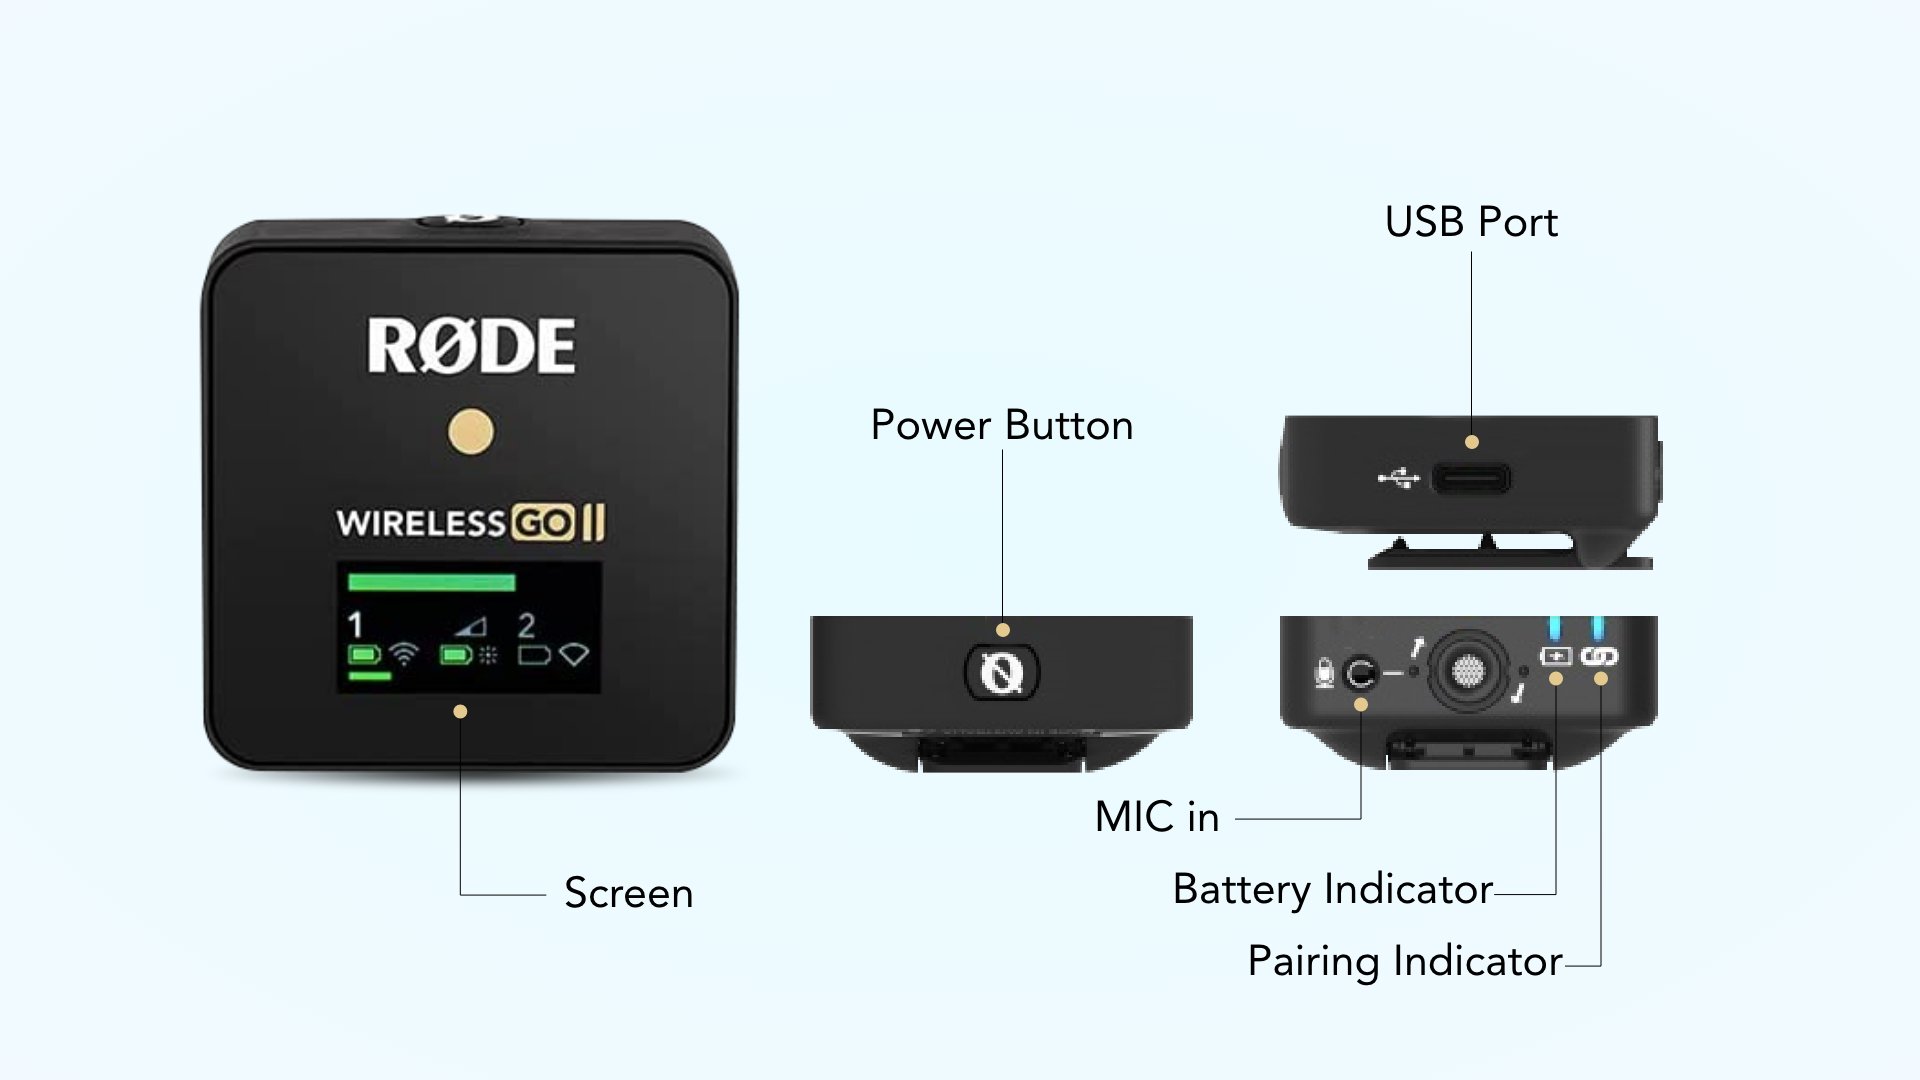 USB Port
RØDE
Power Button
WIRELESS GO II
1 2
MIC in
Battery Indicator
Screen
Pairing Indicator